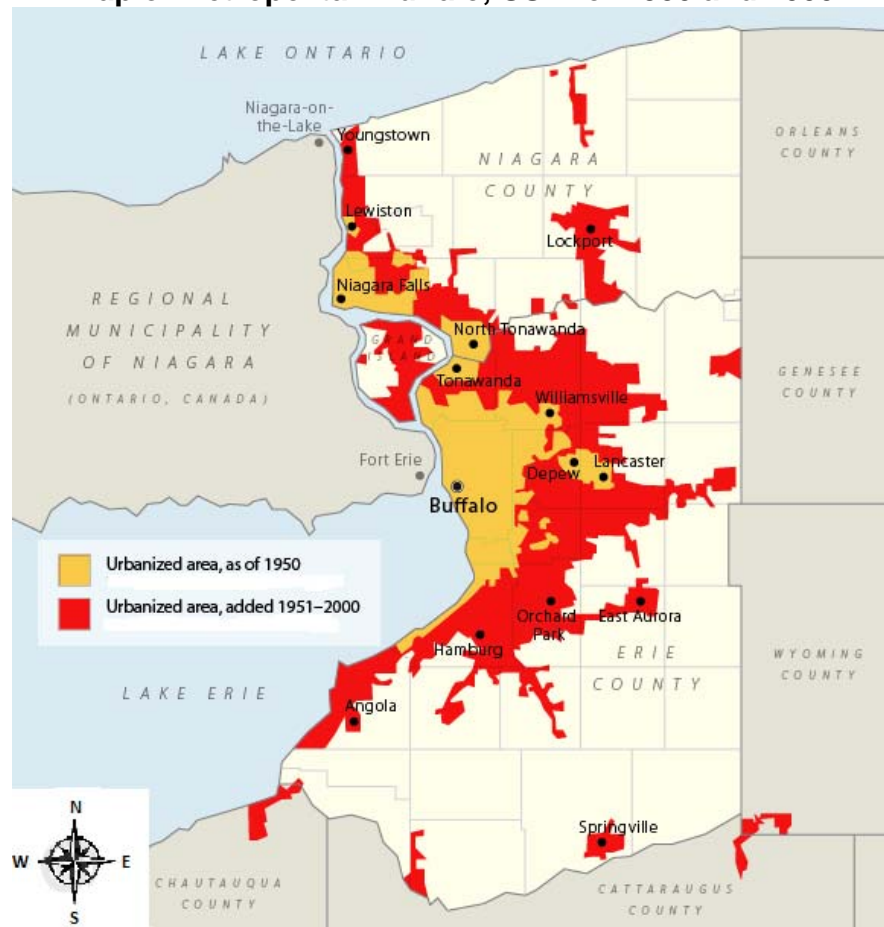 LAKE ONTARIO
Niagara-on-
the-Lake
Youngstown
ORLEANS
COUNTY
NIAGARA
COUNTY
Lewiston
Lockport
Niagara Falls
REGIONAL
MUNICIPALITY
OF NIAGARA
(ONTARIO, CANADA)
North Tonawanda
GRAND
ISLAND
Tonawanda
GENESEE
COUNTY
Williamsville
Fort Erie
Depew
Lancaster
Buffalo
Urbanized area, as of 1950
Urbanized area, added 1951–2000
Orchard
Park
East Aurora
Hamburg
ERIE
COUNTY
WYOMING
COUNTY
LAKE ERIE
Angola
N
W
E
S
Springville
CHAUTAUQUA
COUNTY
CATTARAUGUS
COUNTY